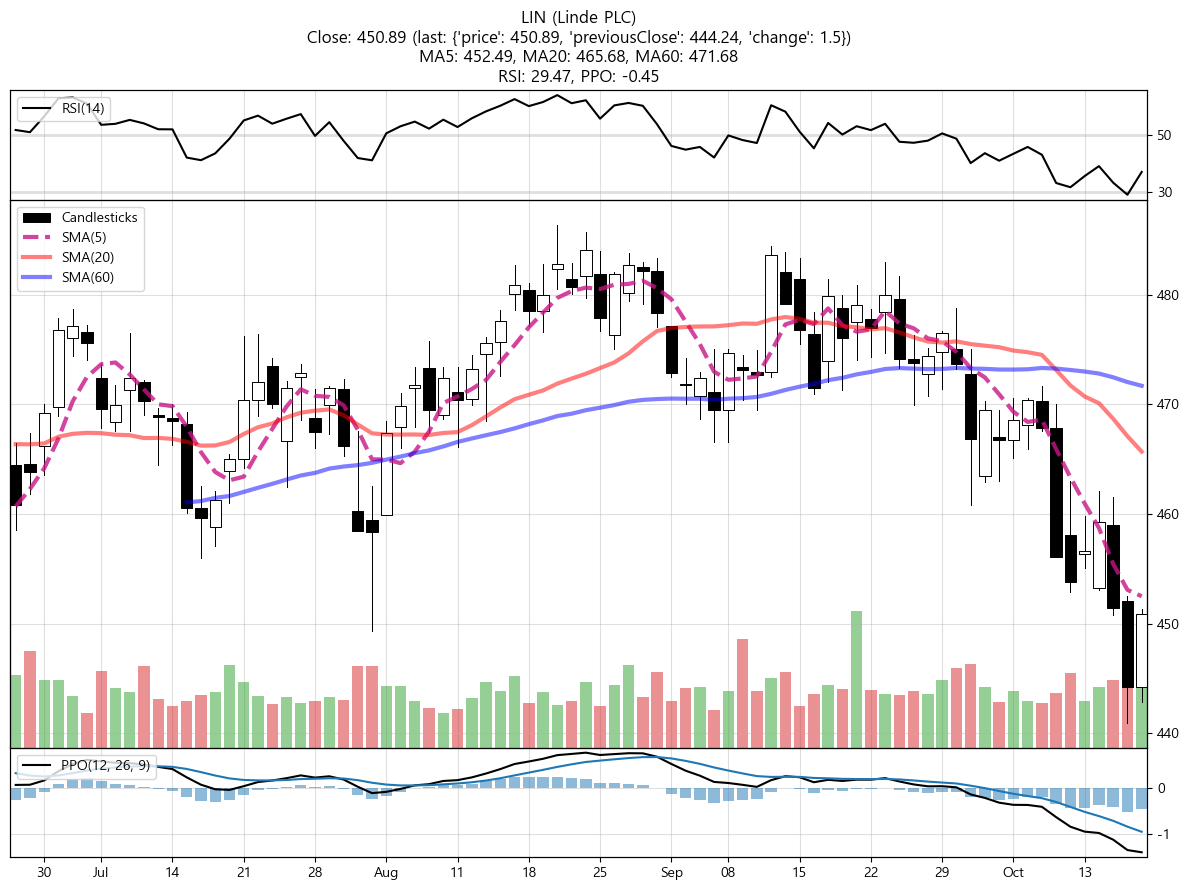 LIN (Linde PLC)
Close: 450.89 (last: {'price': 450.89, 'previousClose': 444.24, 'change': 1.5})
MA5: 452.49, MA20: 465.68, MA60: 471.68
RSI: 29.47, PPO: -0.45
RSI(14)
50
30
Candlesticks
SMA(5)
SMA(20)
SMA(60)
480
470
460
450
440
PPO(12, 26, 9)
0
-1
30 Jul 14 21 28 Aug 11 18 25 Sep 08 15 22 29 Oct 13